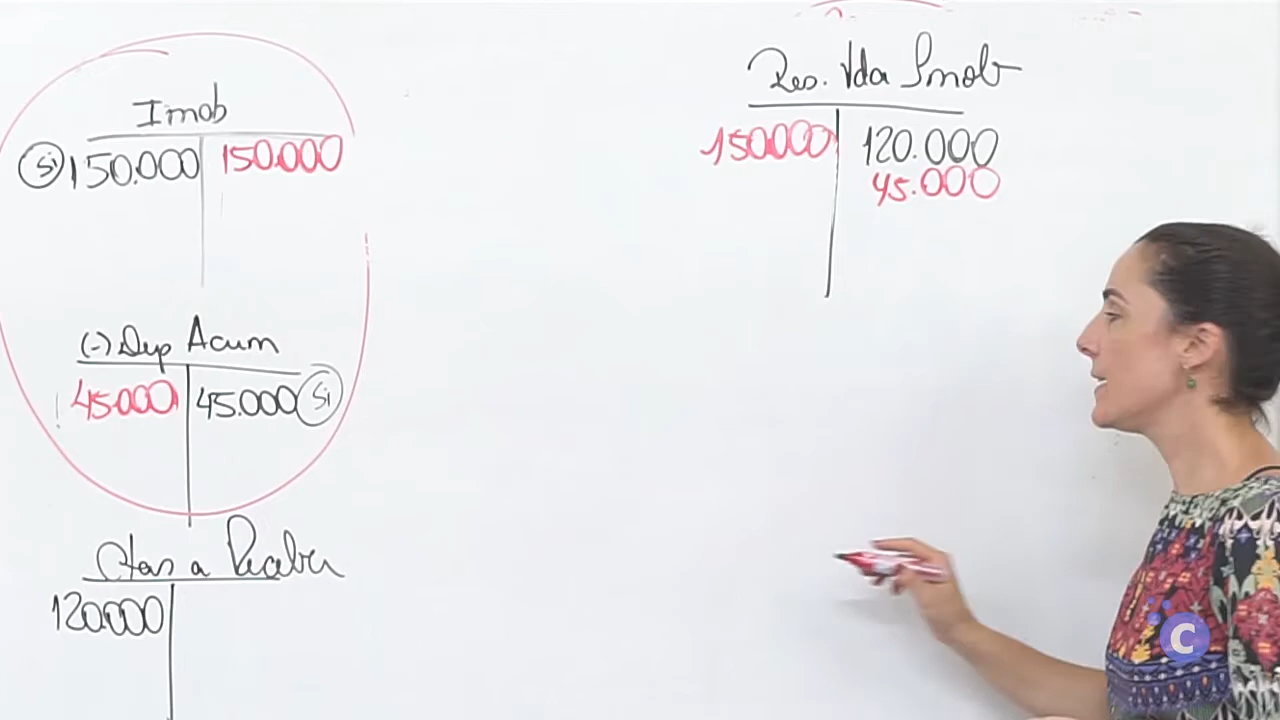 Imob
Si 150.000 150.000
(-) Dep Acum
45.000 45.000 Si
Ctas a Receber
120.000
Res. Vda Imob
150.000 120.000
45.000
C